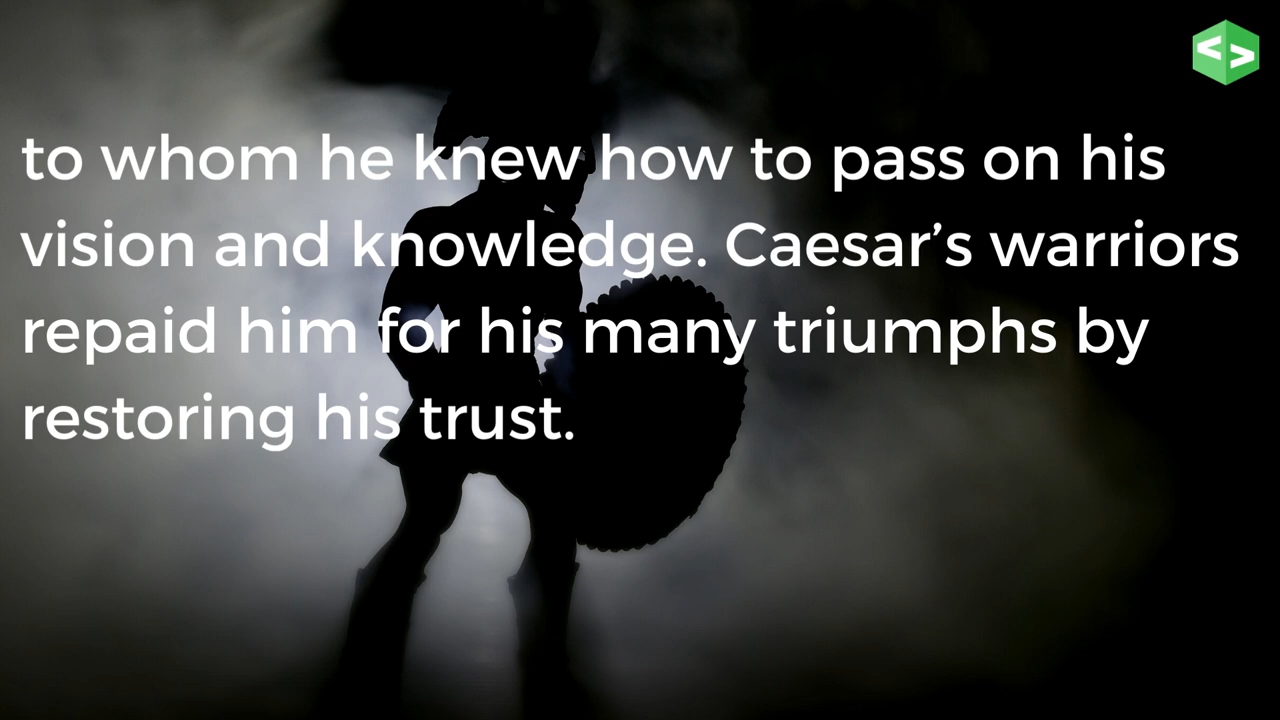 to whom he knew how to pass on his
vision and knowledge. Caesar’s warriors
repaid him for his many triumphs by
restoring his trust.